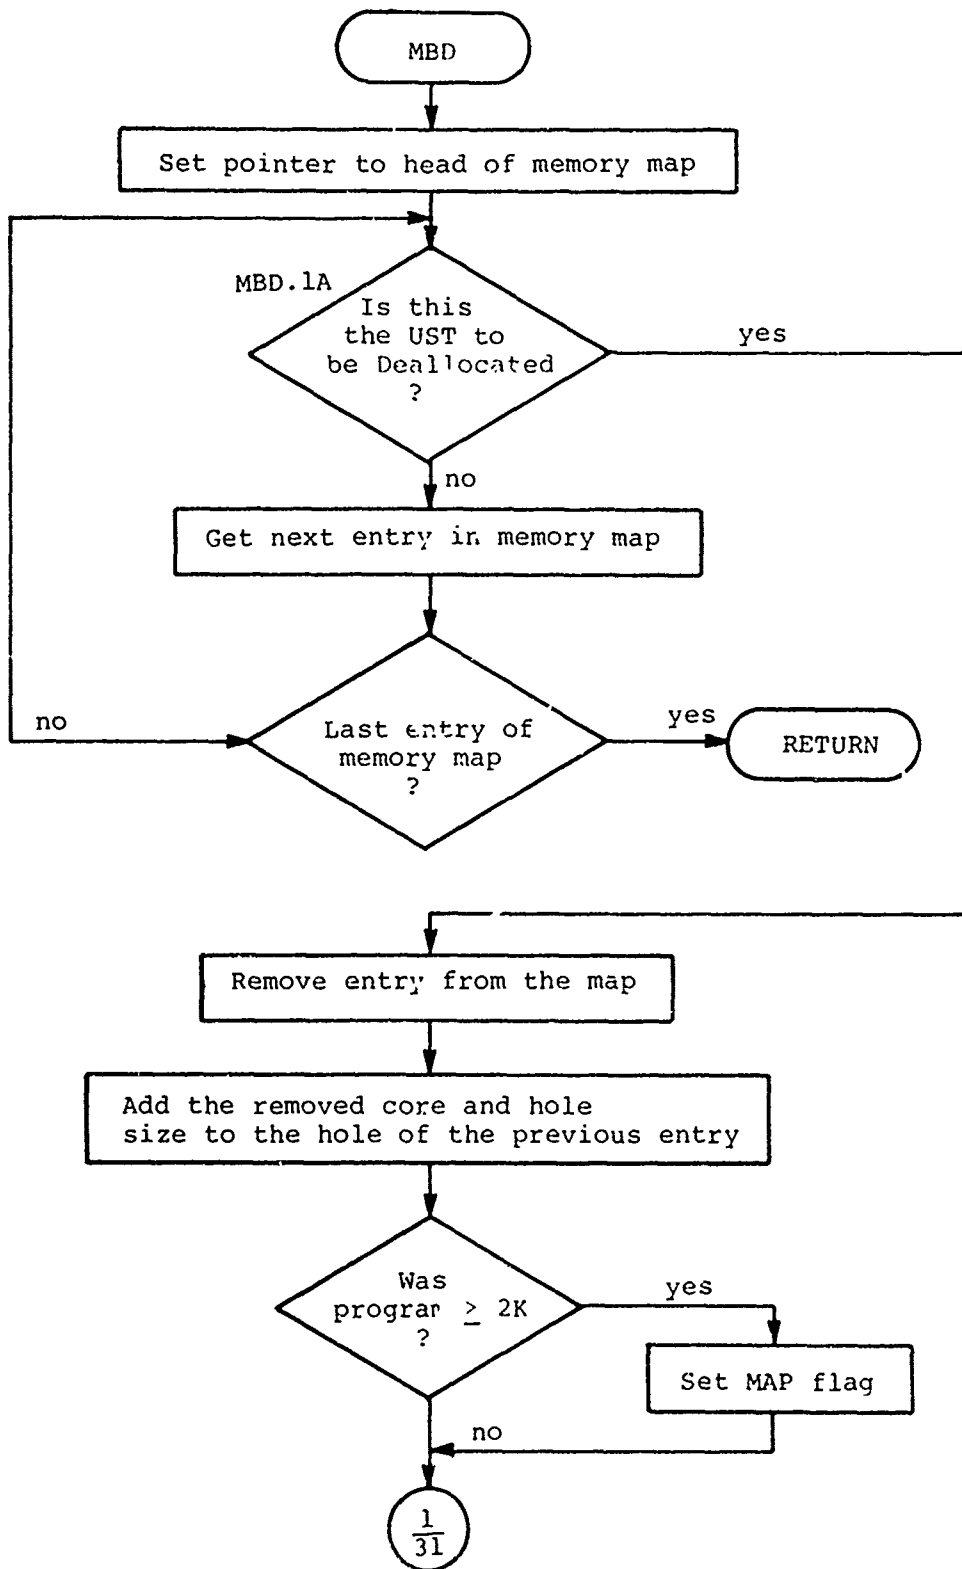 MBD
Set pointer to head of memory map
MBD.1A
Is this
the UST to
be Deallocated
?
yes
no
Get next entry in memory map
no
Last entry of
memory map
?
yes
RETURN
Remove entry from the map
Add the removed core and hole
size to the hole of the previous entry
Was
program ≥ 2K
?
yes
Set MAP flag
no
1
31